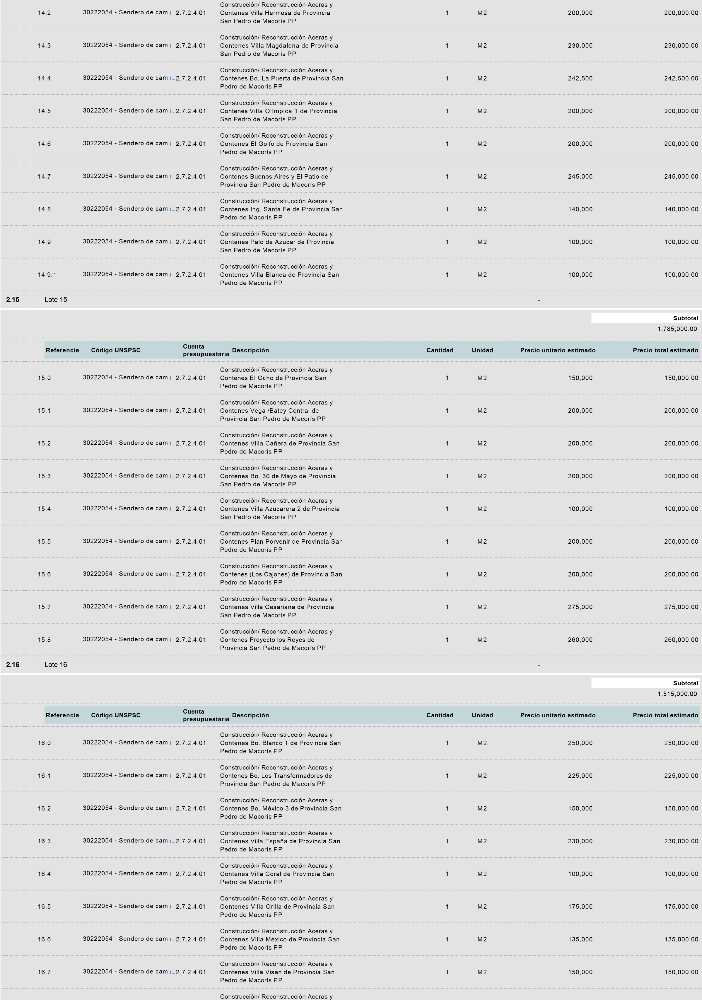 Construcción/ Reconstrucción Aceras y
14.2 30222054 - Sendero de cam (...) 2.7.2.4.01 Contenes Villa Hermosa de Provincia 1 M2 200,000 200,000.00
San Pedro de Macorís PP
Construcción/ Reconstrucción Aceras y
14.3 30222054 - Sendero de cam (...) 2.7.2.4.01 Contenes Villa Magdalena de Provincia 1 M2 230,000 230,000.00
San Pedro de Macorís PP
Construcción/ Reconstrucción Aceras y
14.4 30222054 - Sendero de cam (...) 2.7.2.4.01 Contenes Bo. La Puerta de Provincia San 1 M2 242,500 242,500.00
Pedro de Macorís PP
Construcción/ Reconstrucción Aceras y
14.5 30222054 - Sendero de cam (...) 2.7.2.4.01 Contenes Villa Olímpica 1 de Provincia 1 M2 200,000 200,000.00
San Pedro de Macorís PP
Construcción/ Reconstrucción Aceras y
14.6 30222054 - Sendero de cam (...) 2.7.2.4.01 Contenes El Golfo de Provincia San 1 M2 200,000 200,000.00
Pedro de Macorís PP
Construcción/ Reconstrucción Aceras y
14.7 30222054 - Sendero de cam (...) 2.7.2.4.01 Contenes Buenos Aires y El Patio de 1 M2 245,000 245,000.00
Provincia San Pedro de Macorís PP
Construcción/ Reconstrucción Aceras y
14.8 30222054 - Sendero de cam (...) 2.7.2.4.01 Contenes Ing. Santa Fe de Provincia San 1 M2 140,000 140,000.00
Pedro de Macorís PP
Construcción/ Reconstrucción Aceras y
14.9 30222054 - Sendero de cam (...) 2.7.2.4.01 Contenes Palo de Azucar de Provincia 1 M2 100,000 100,000.00
San Pedro de Macorís PP
Construcción/ Reconstrucción Aceras y
14.9.1 30222054 - Sendero de cam (...) 2.7.2.4.01 Contenes Villa Blanca de Provincia San 1 M2 100,000 100,000.00
Pedro de Macorís PP
2.15 Lote 15 -
Subtotal
1,785,000.00
Referencia Código UNSPSC Cuenta presupuestaria Descripción Cantidad Unidad Precio unitario estimado Precio total estimado
Construcción/ Reconstrucción Aceras y
15.0 30222054 - Sendero de cam (...) 2.7.2.4.01 Contenes El Ocho de Provincia San 1 M2 150,000 150,000.00
Pedro de Macorís PP
Construcción/ Reconstrucción Aceras y
15.1 30222054 - Sendero de cam (...) 2.7.2.4.01 Contenes Vega /Batey Central de 1 M2 200,000 200,000.00
Provincia San Pedro de Macorís PP
Construcción/ Reconstrucción Aceras y
15.2 30222054 - Sendero de cam (...) 2.7.2.4.01 Contenes Villa Cañera de Provincia San 1 M2 200,000 200,000.00
Pedro de Macorís PP
Construcción/ Reconstrucción Aceras y
15.3 30222054 - Sendero de cam (...) 2.7.2.4.01 Contenes Bo. 30 de Mayo de Provincia 1 M2 200,000 200,000.00
San Pedro de Macorís PP
Construcción/ Reconstrucción Aceras y
15.4 30222054 - Sendero de cam (...) 2.7.2.4.01 Contenes Villa Azucarera 2 de Provincia 1 M2 100,000 100,000.00
San Pedro de Macorís PP
Construcción/ Reconstrucción Aceras y
15.5 30222054 - Sendero de cam (...) 2.7.2.4.01 Contenes Plan Porvenir de Provincia San 1 M2 200,000 200,000.00
Pedro de Macorís PP
Construcción/ Reconstrucción Aceras y
15.6 30222054 - Sendero de cam (...) 2.7.2.4.01 Contenes (Los Cajones) de Provincia San 1 M2 200,000 200,000.00
Pedro de Macorís PP
Construcción/ Reconstrucción Aceras y
15.7 30222054 - Sendero de cam (...) 2.7.2.4.01 Contenes Villa Cesariana de Provincia 1 M2 275,000 275,000.00
San Pedro de Macorís PP
Construcción/ Reconstrucción Aceras y
15.8 30222054 - Sendero de cam (...) 2.7.2.4.01 Contenes Proyecto los Reyes de 1 M2 260,000 260,000.00
Provincia San Pedro de Macorís PP
2.16 Lote 16 -
Subtotal
1,515,000.00
Referencia Código UNSPSC Cuenta presupuestaria Descripción Cantidad Unidad Precio unitario estimado Precio total estimado
Construcción/ Reconstrucción Aceras y
16.0 30222054 - Sendero de cam (...) 2.7.2.4.01 Contenes Bo. Blanco 1 de Provincia San 1 M2 250,000 250,000.00
Pedro de Macorís PP
Construcción/ Reconstrucción Aceras y
16.1 30222054 - Sendero de cam (...) 2.7.2.4.01 Contenes Bo. Los Transformadores de 1 M2 225,000 225,000.00
Provincia San Pedro de Macorís PP
Construcción/ Reconstrucción Aceras y
16.2 30222054 - Sendero de cam (...) 2.7.2.4.01 Contenes Bo. México 3 de Provincia San 1 M2 150,000 150,000.00
Pedro de Macorís PP
Construcción/ Reconstrucción Aceras y
16.3 30222054 - Sendero de cam (...) 2.7.2.4.01 Contenes Villa España de Provincia San 1 M2 230,000 230,000.00
Pedro de Macorís PP
Construcción/ Reconstrucción Aceras y
16.4 30222054 - Sendero de cam (...) 2.7.2.4.01 Contenes Villa Coral de Provincia San 1 M2 100,000 100,000.00
Pedro de Macorís PP
Construcción/ Reconstrucción Aceras y
16.5 30222054 - Sendero de cam (...) 2.7.2.4.01 Contenes Villa Orilla de Provincia San 1 M2 175,000 175,000.00
Pedro de Macorís PP
Construcción/ Reconstrucción Aceras y
16.6 30222054 - Sendero de cam (...) 2.7.2.4.01 Contenes Villa México de Provincia San 1 M2 135,000 135,000.00
Pedro de Macorís PP
Construcción/ Reconstrucción Aceras y
16.7 30222054 - Sendero de cam (...) 2.7.2.4.01 Contenes Villa Visan de Provincia San 1 M2 150,000 150,000.00
Pedro de Macorís PP
Construcción/ Reconstrucción Aceras y